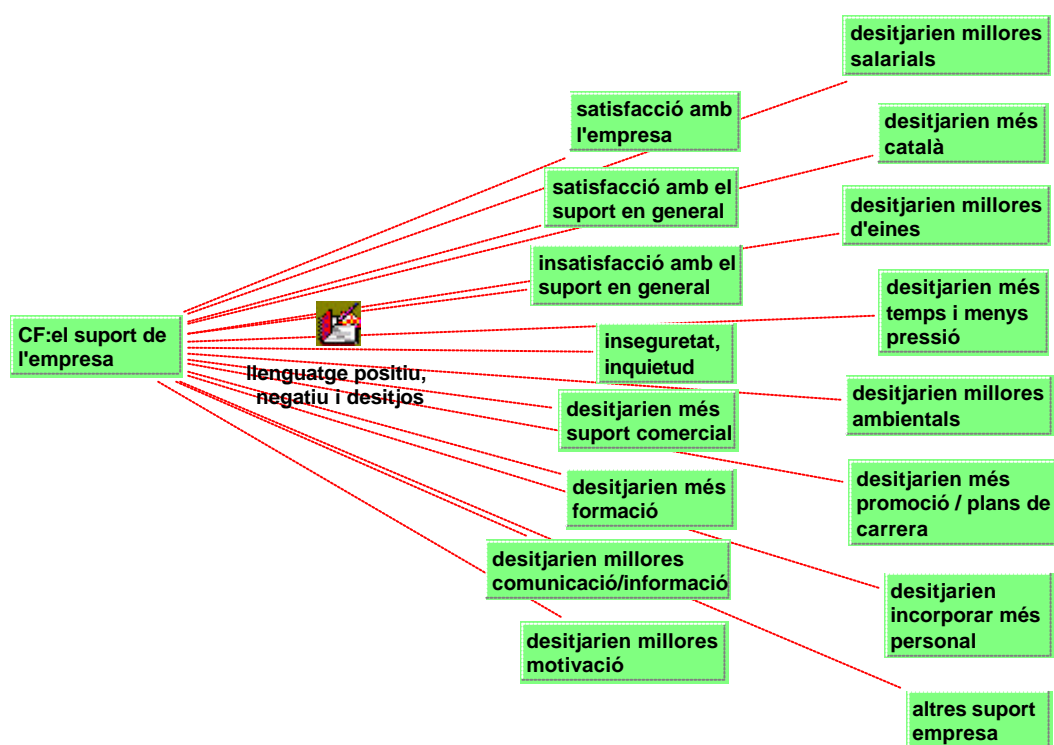 desitjarien millores
salarials
satisfacció amb
l'empresa
desitjarien més
català
satisfacció amb el
suport en general
desitjarien millores
d'eines
insatisfacció amb el
suport en general
desitjarien més
temps i menys
pressió
CF:el suport de
l'empresa
inseguretat,
inquietud
llenguatge positiu,
negatiu i desitjos
desitjarien millores
ambientals
desitjarien més
suport comercial
desitjarien més
promoció / plans de
carrera
desitjarien més
formació
desitjarien millores
comunicació/informació
desitjarien
incorporar més
personal
desitjarien millores
motivació
altres suport
empresa